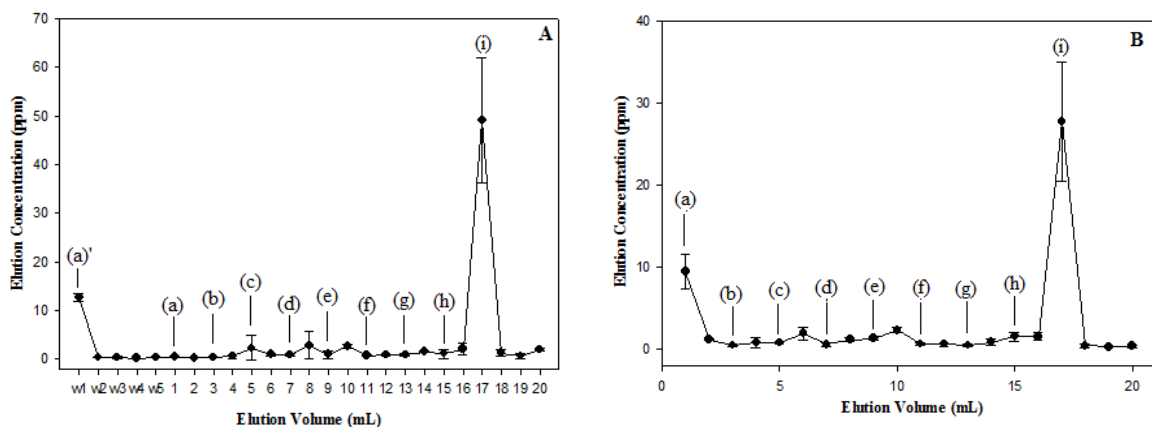 A
70
60
50
40
30
20
10
0
Elution Concentration (ppm)
(a)'
(a)
(b)
(c)
(d)
(e)
(f)
(g)
(h)
(i)
w1 w2 w3 w4 w5 1 2 3 4 5 6 7 8 9 10 11 12 13 14 15 16 17 18 19 20
Elution Volume (mL)
B
40
30
20
10
0
Elution Concentration (ppm)
(a)
(b)
(c)
(d)
(e)
(f)
(g)
(h)
(i)
0 5 10 15 20
Elution Volume (mL)